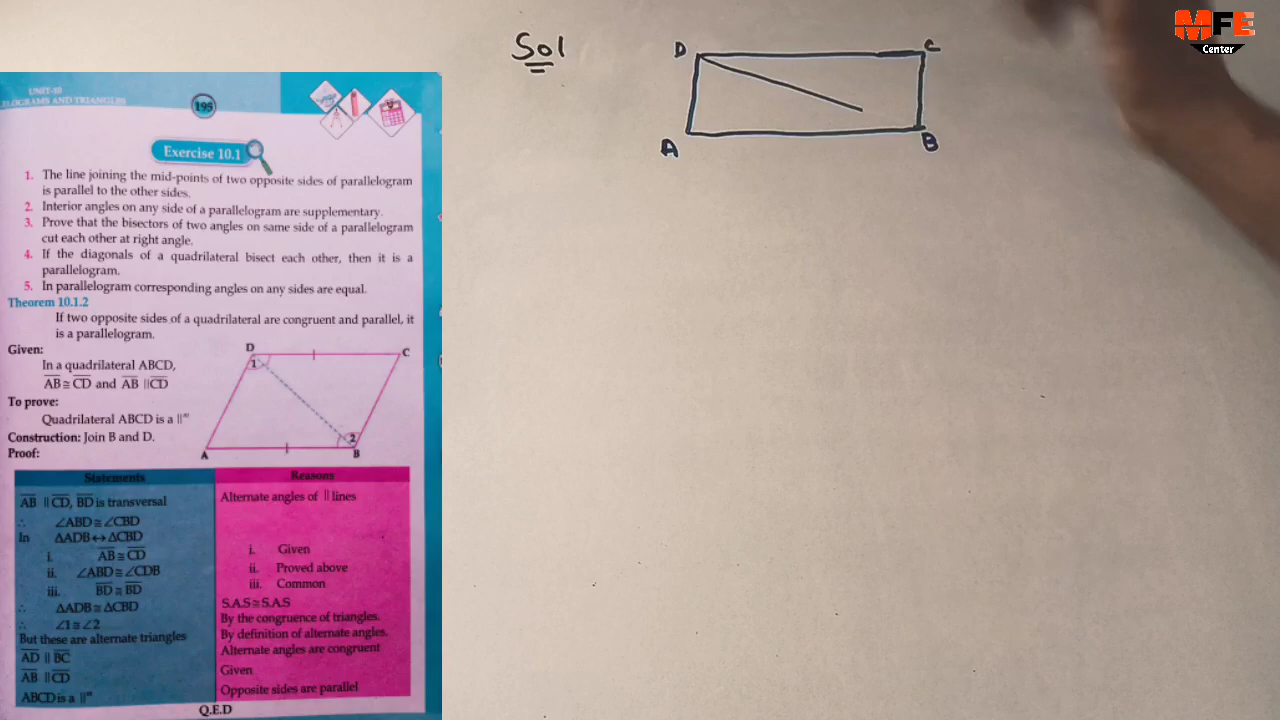 UNIT-10
195
Exercise 10.1
1. The line joining the mid-points of two opposite sides of parallelogram
is parallel to the other sides.
2. Interior angles on any side of a parallelogram are supplementary.
3. Prove that the bisectors of two angles on same side of a parallelogram
cut each other at right angle.
4. If the diagonals of a quadrilateral bisect each other, then it is a
parallelogram.
5. In parallelogram corresponding angles on any sides are equal.
Theorem 10.1.2
If two opposite sides of a quadrilateral are congruent and parallel, it
is a parallelogram.
Given:
In a quadrilateral ABCD,
AB ≅ CD and AB ∥ CD
To prove:
Quadrilateral ABCD is a ∥ᵐ
Construction: Join B and D.
Proof:
D
C
1
2
A
B
Statements
AB ∥ CD, BD is transversal
∴ ∠ABD ≅ ∠CBD
In ΔADB ↔ ΔCBD
i. AB ≅ CD
ii. ∠ABD ≅ ∠CDB
iii. BD ≅ BD
∴ ΔADB ≅ ΔCBD
∴ ∠1 ≅ ∠2
But these are alternate triangles
AD ∥ BC
AB ∥ CD
ABCD is a ∥ᵐ
Reasons
Alternate angles of ∥ lines
i. Given
ii. Proved above
iii. Common
S.A.S ≅ S.A.S
By the congruence of triangles.
By definition of alternate angles.
Alternate angles are congruent
Given
Opposite sides are parallel
Q.E.D
Sol
D
C
A
B
MFE
Center